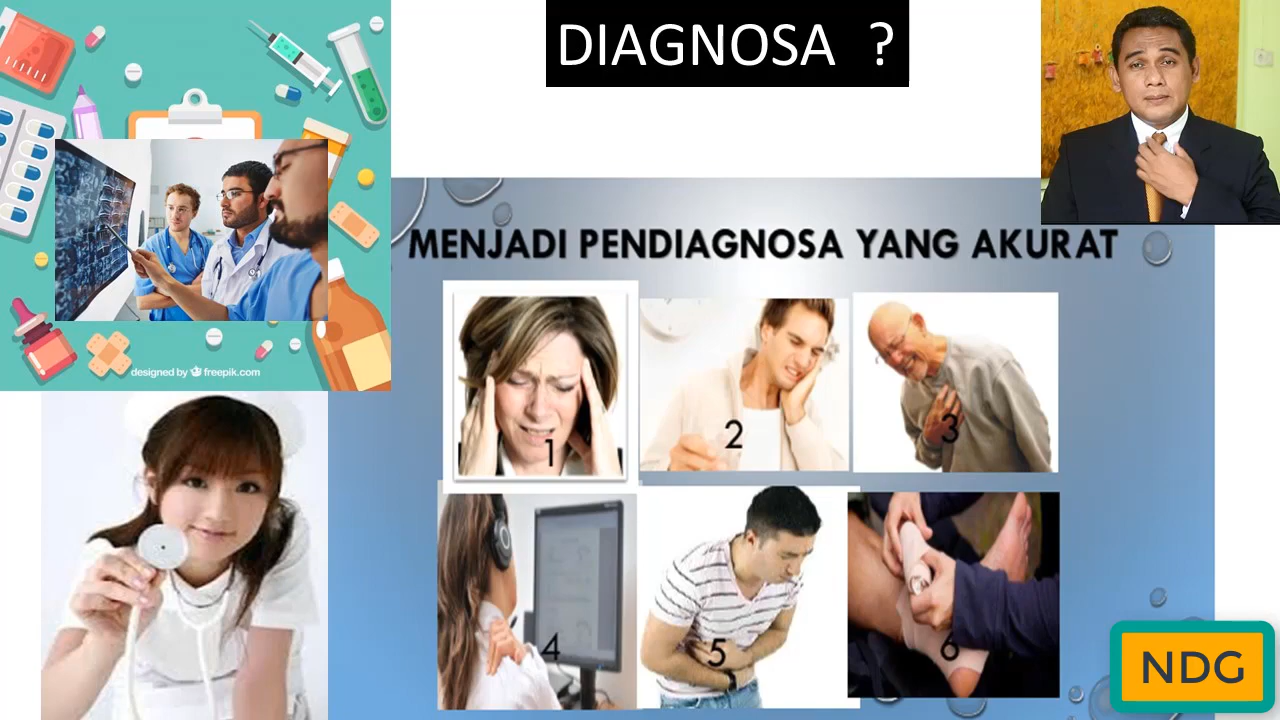 DIAGNOSA ?
MENJADI PENDIAGNOSA YANG AKURAT
1
2
3
4
5
6
designed by freepik.com
NDG